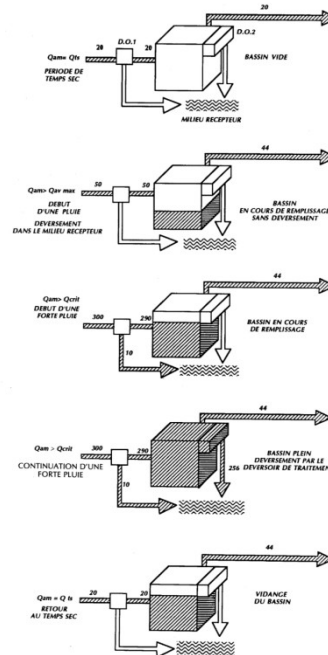 20
D.O.1
D.O.2
Qam= Qts
20
20
PERIODE DE
TEMPS SEC
BASSIN VIDE
MILIEU RECEPTEUR
44
Qam> Qav max
50
50
DEBUT
D'UNE PLUIE
DEVERSEMENT
DANS LE MILIEU RECEPTEUR
BASSIN
EN COURS DE REMPLISSAGE
SANS DEVERSEMENT
44
Qam> Qcrit
300
290
DEBUT D'UNE
FORTE PLUIE
10
BASSIN EN COURS
DE REMPLISSAGE
44
Qam > Qcrit
300
290
CONTINUATION D'UNE
FORTE PLUIE
10
256
BASSIN PLEIN
DEVERSEMENT PAR LE
DEVERSOIR DE TRAITEMENT
44
Qam = Q ts
20
20
RETOUR
AU TEMPS SEC
VIDANGE
DU BASSIN